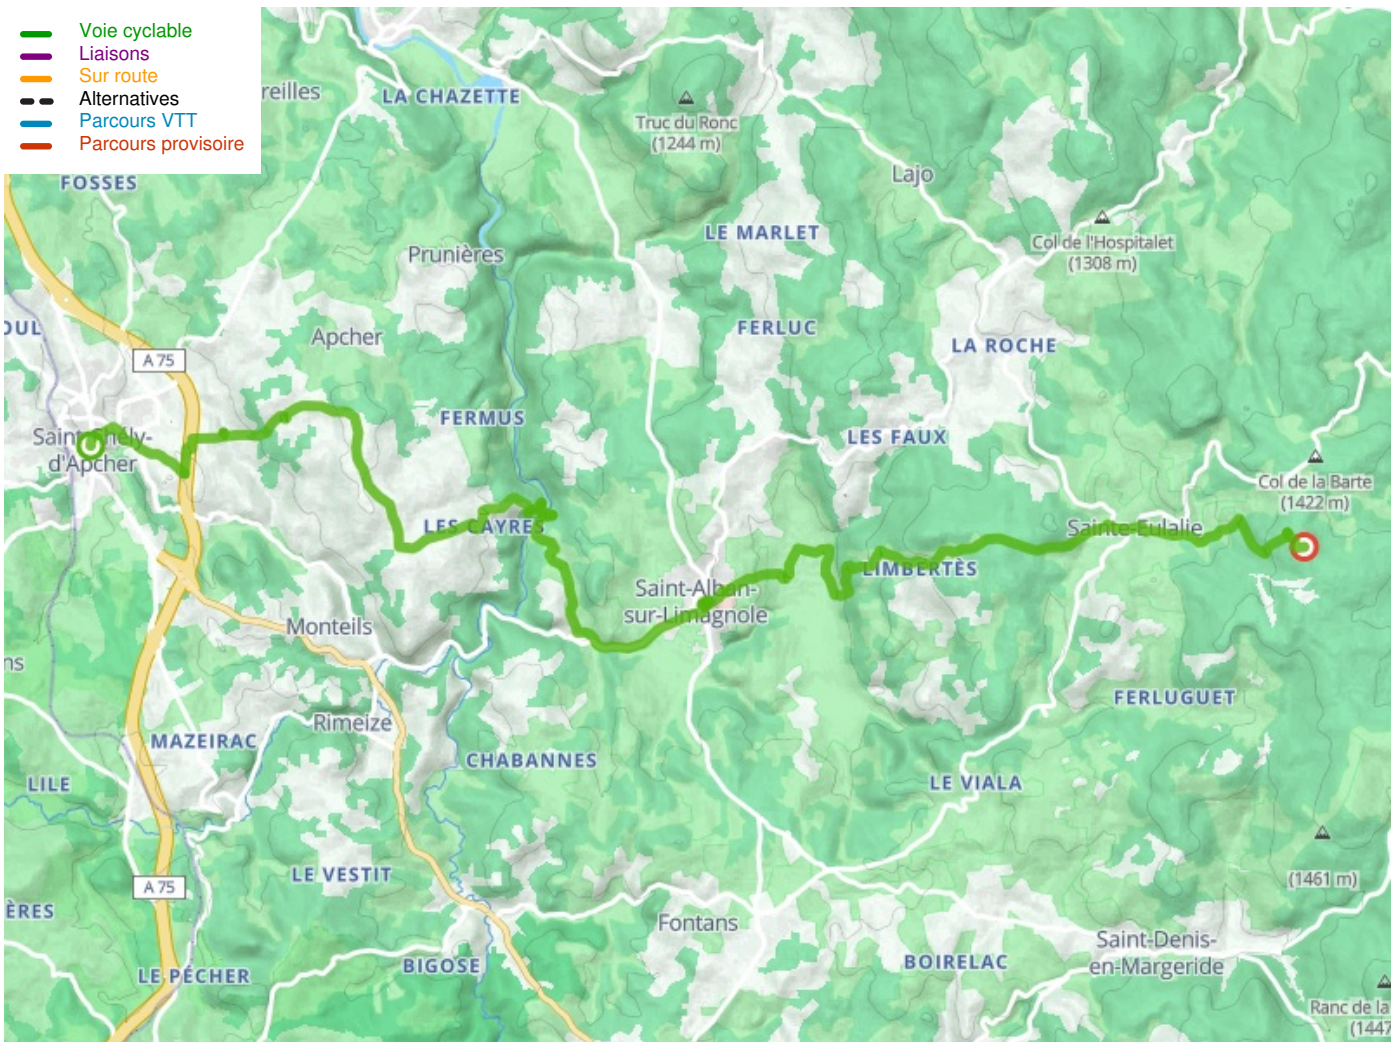 Voie cyclable
Liaisons
Sur route
Alternatives
Parcours VTT
Parcours provisoire
reilles
LA CHAZETTE
Truc du Ronc
(1244 m)
FOSSES
Lajo
LE MARLET
Col de l'Hospitalet
(1308 m)
Prunières
OUL
Apcher
FERLUC
LA ROCHE
A 75
FERMUS
LES FAUX
Saint-Chély-
d'Apcher
Col de la Barte
(1422 m)
LES CAYRES
Sainte-Eulalie
LIMBERTÈS
Saint-Alban-
sur-Limagnole
Monteils
ns
FERLUGUET
Rimeize
MAZEIRAC
CHABANNES
LILE
LE VIALA
LE VESTIT
(1461 m)
A 75
ÈRES
Fontans
Saint-Denis-
en-Margeride
BIGOSE
BOIRELAC
LE PÉCHER
Ranc de la
(1447